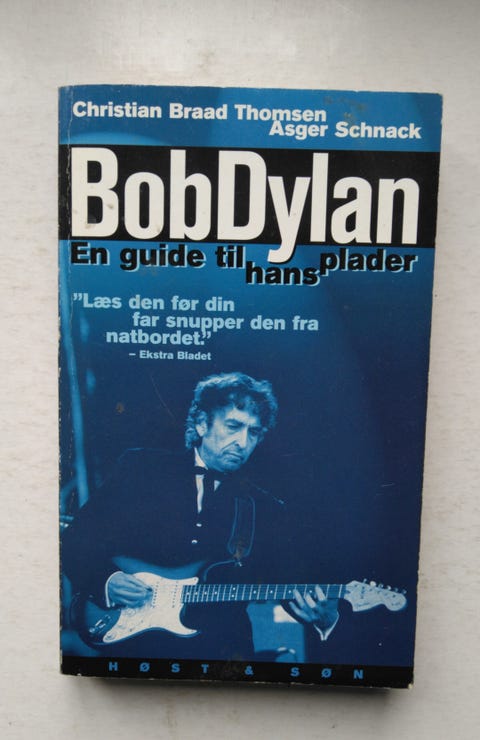 Christian Braad Thomsen
Asger Schnack
BobDylan
En guide til hans plader
"Læs den før din
far snupper den fra
natbordet."
– Ekstra Bladet
HØST & SØN